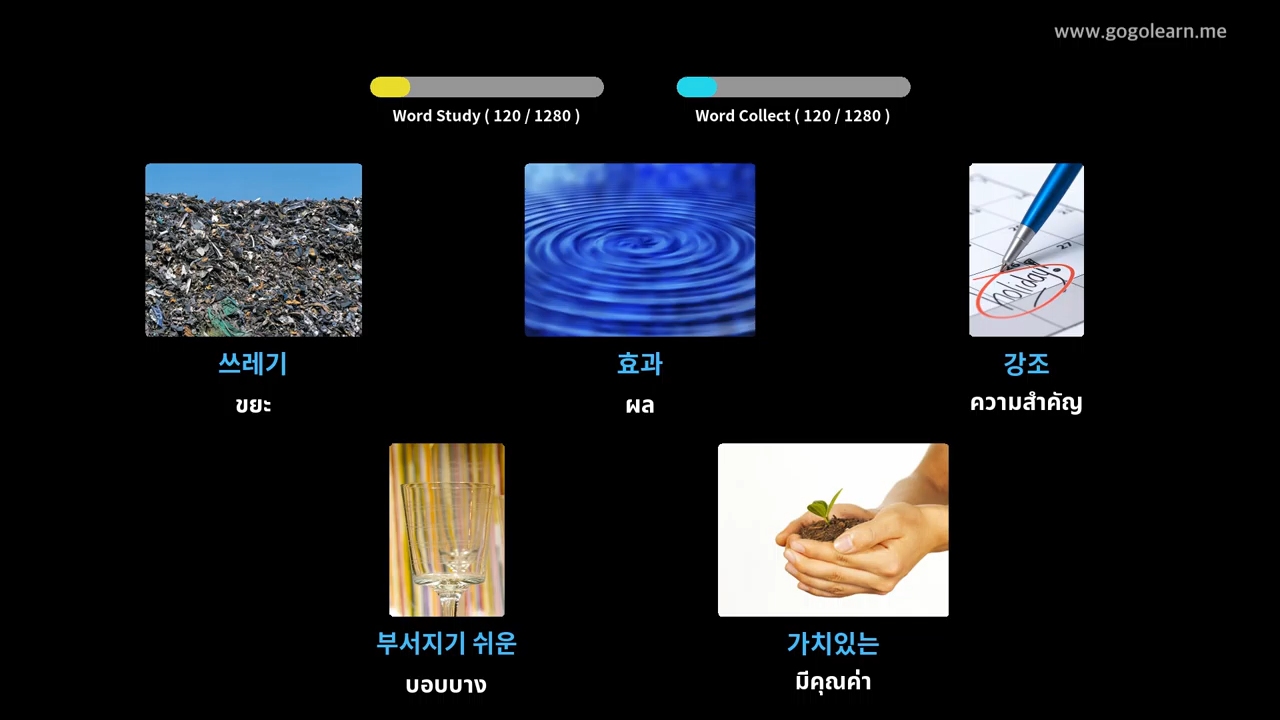 www.gogolearn.me
Word Study ( 120 / 1280 )
Word Collect ( 120 / 1280 )
27
holiday
쓰레기
효과
강조
ขยะ
ผล
ความสำคัญ
부서지기 쉬운
가치있는
บอบบาง
มีคุณค่า